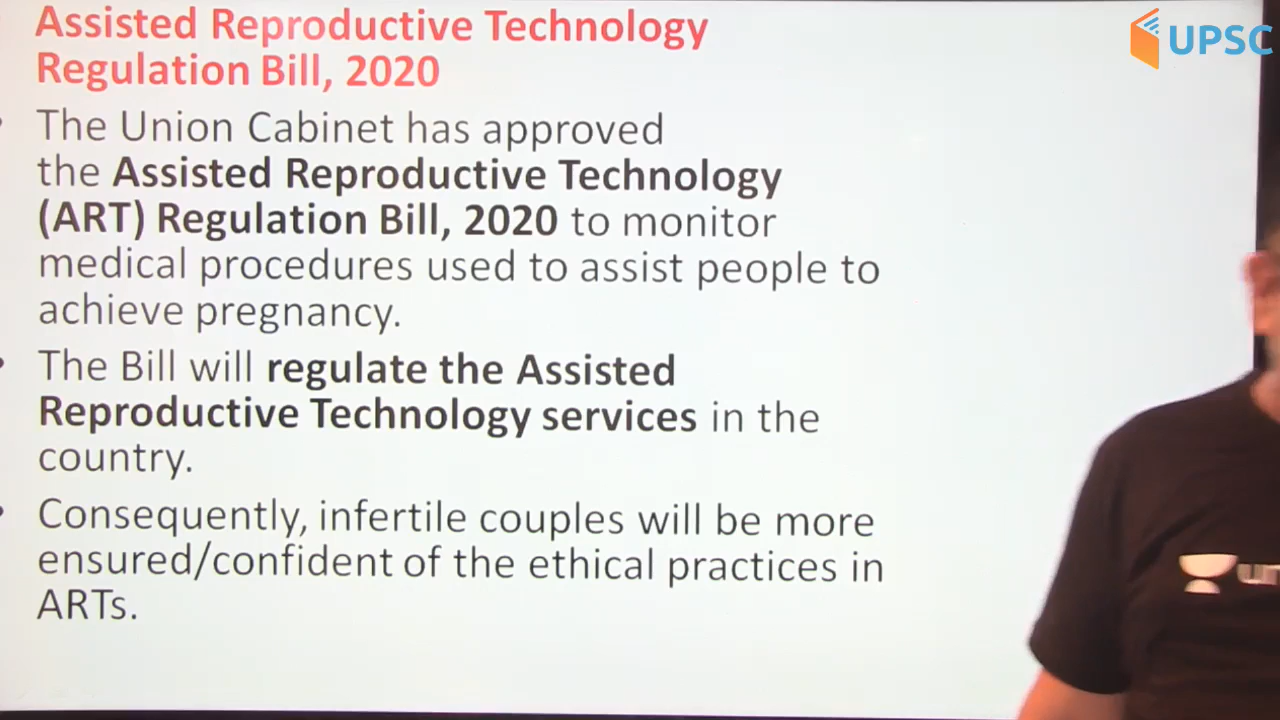 Assisted Reproductive Technology
Regulation Bill, 2020
UPSC
• The Union Cabinet has approved
the Assisted Reproductive Technology
(ART) Regulation Bill, 2020 to monitor
medical procedures used to assist people to
achieve pregnancy.
• The Bill will regulate the Assisted
Reproductive Technology services in the
country.
• Consequently, infertile couples will be more
ensured/confident of the ethical practices in
ARTs.